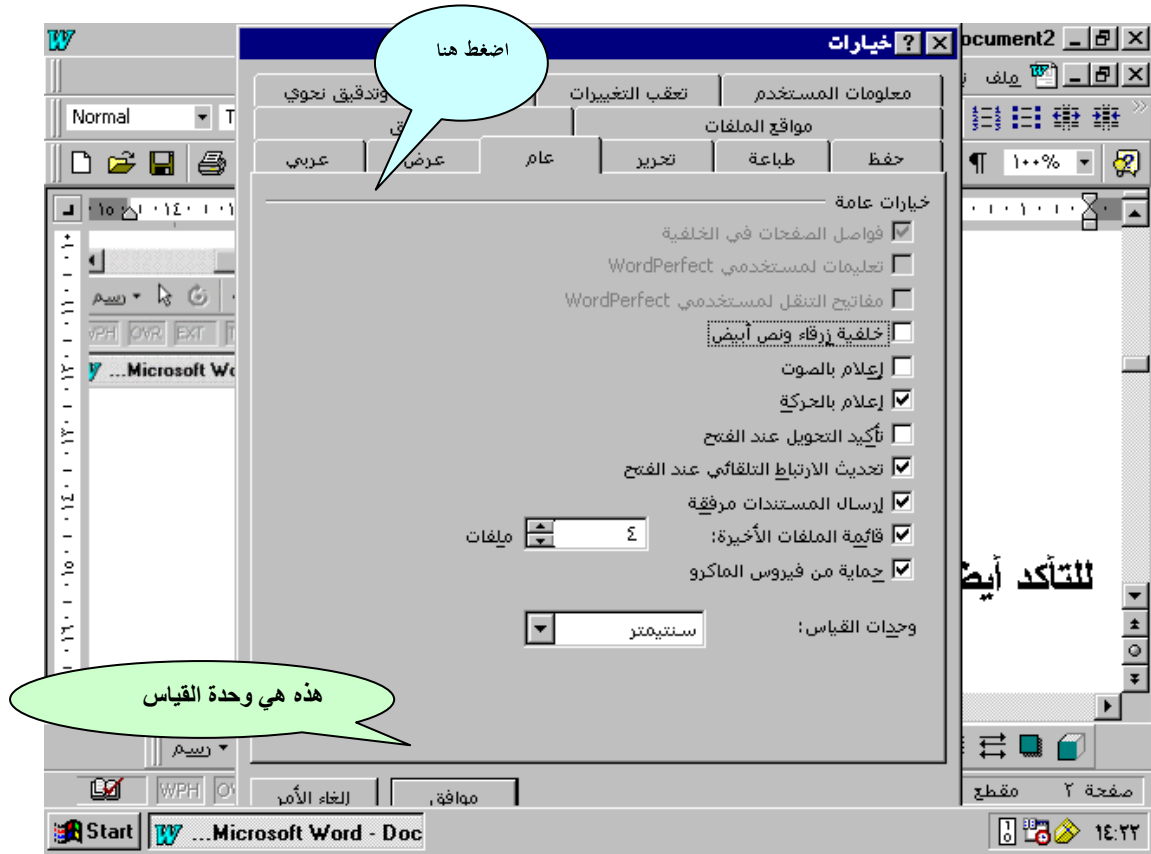 اضغط هنا
خيارات
ocument2
ملف
Normal
معلومات المستخدم
تعقب التغييرات
وتدقيق نحوي
مواقع الملفات
حفظ
طباعة
تحرير
عام
عرض
عربي
١٠٠%
خيارات عامة
فواصل الصفحات في الخلفية
تعليمات لمستخدمي WordPerfect
مفاتيح التنقل لمستخدمي WordPerfect
خلفية زرقاء ونص أبيض
إعلام بالصوت
إعلام بالحركة
تأكيد التحويل عند الفتح
تحديث الارتباط التلقائي عند الفتح
إرسال المستندات مرفقة
قائمة الملفات الأخيرة: ٤ ملفات
حماية من فيروس الماكرو
وحدات القياس: سنتيمتر
رسم
WPH OVR EXT
...Microsoft Wo
للتأكد
هذه هي وحدة القياس
رسم
موافق
إلغاء الأمر
WPH
صفحة ٢ مقطع
Start
...Microsoft Word - Doc
١٤:٢٢